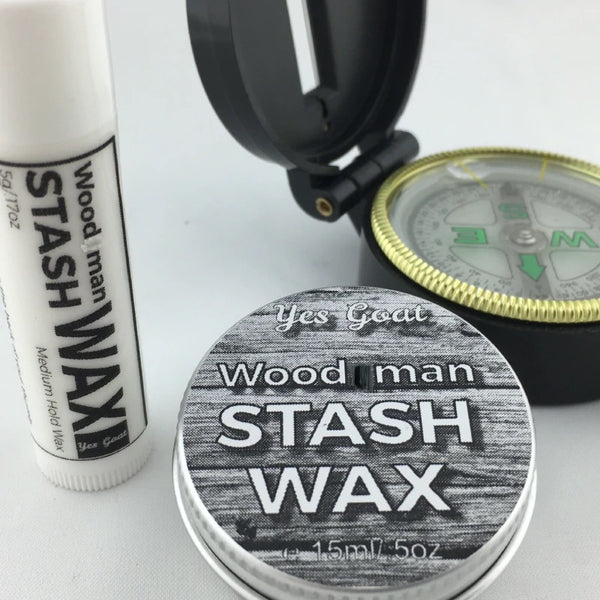 Wood man
STASH WAX
5g/17oz
Medium Hold Wax
Yes Goat
Yes Goat
Wood man
STASH
WAX
e 15ml/.5oz
S
E
W